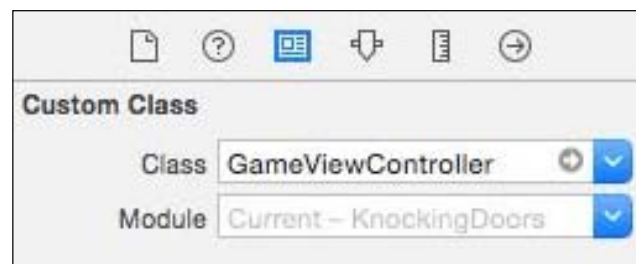 Custom Class
Class GameViewController
Module Current – KnockingDoors